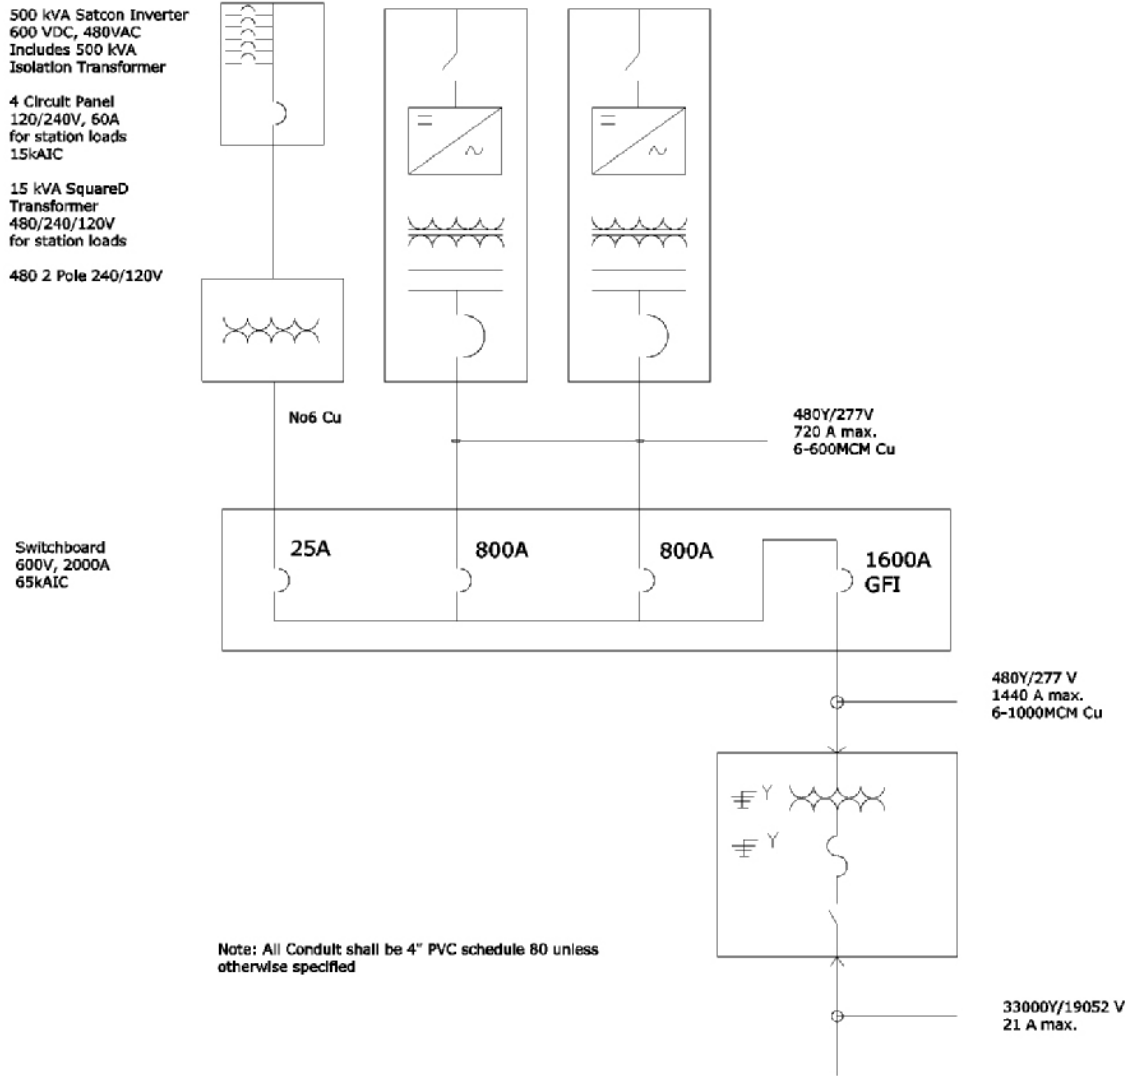 500 kVA Satcon Inverter
600 VDC, 480VAC
Includes 500 kVA
Isolation Transformer
4 Circuit Panel
120/240V, 60A
for station loads
15kAIC
15 kVA SquareD
Transformer
480/240/120V
for station loads
480 2 Pole 240/120V
No6 Cu
480Y/277V
720 A max.
6-600MCM Cu
Switchboard
600V, 2000A
65kAIC
25A
800A
800A
1600A
GFI
480Y/277 V
1440 A max.
6-1000MCM Cu
Y
Y
Note: All Conduit shall be 4" PVC schedule 80 unless
otherwise specified
33000Y/19052 V
21 A max.